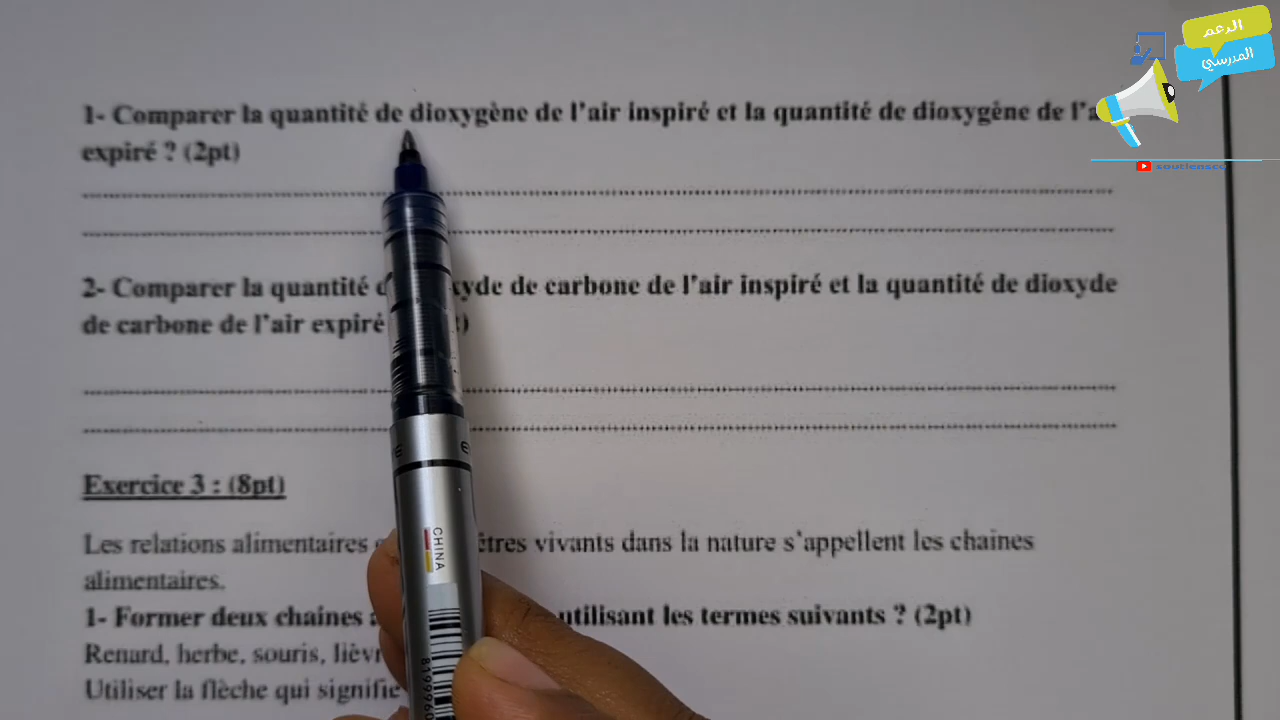 الدعم
المدرسي
1- Comparer la quantité de dioxygène de l'air inspiré et la quantité de dioxygène de
expiré ? (2pt)
2- Comparer la quantité de carbone de l'air inspiré et la quantité de dioxyde
de carbone de l'air expiré
Exercice 3 : (8pt)
Les relations alimentaires êtres vivants dans la nature s'appellent les chaines
alimentaires.
1- Former deux chaines utilisant les termes suivants ? (2pt)
Renard, herbe, souris,
Utiliser la flèche qui signifie
CHINA